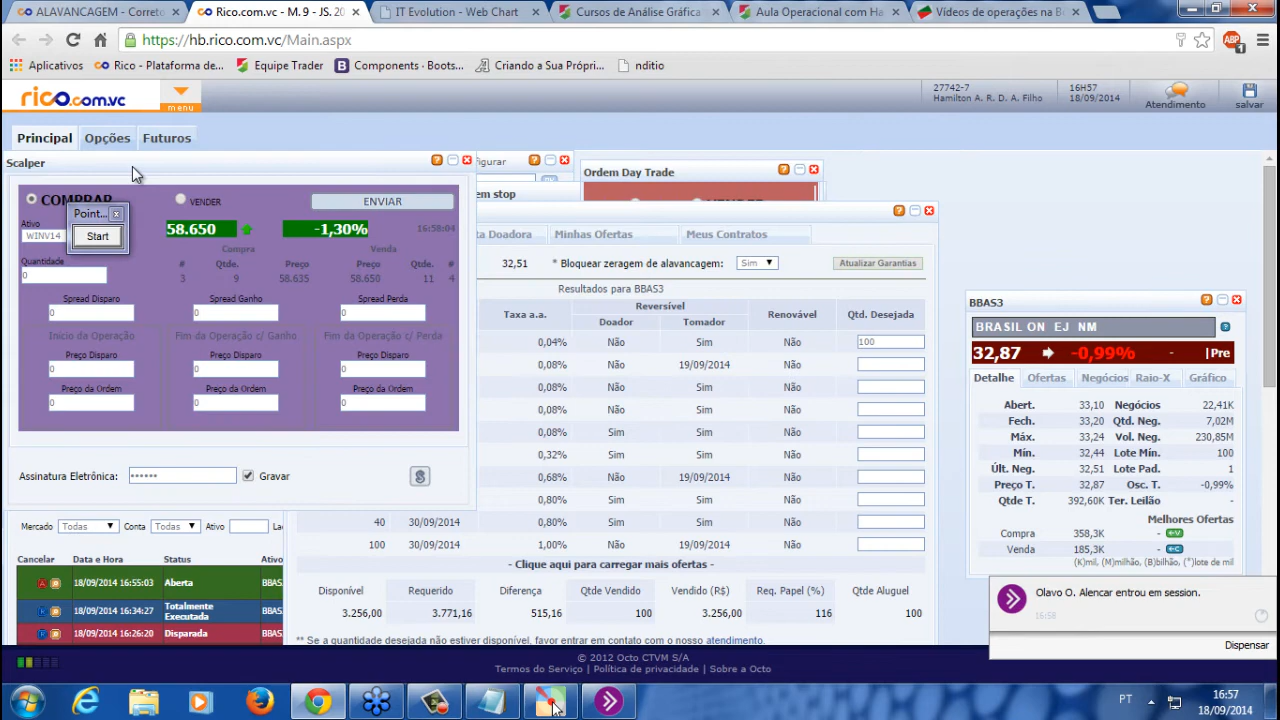 ALAVANCAGEM - Correto
Rico.com.vc - M. 9 - JS. 20
IT Evolution - Web Chart
Cursos de Análise Gráfica
Aula Operacional com Ha
Vídeos de operações na B
https://hb.rico.com.vc/Main.aspx
ABP
1
Aplicativos
Rico - Plataforma de...
Equipe Trader
B Components · Boots...
Criando a Sua Própri...
nditio
rico.com.vc
menu
27742-7
Hamilton A. R. D. A. Filho
16H57
18/09/2014
Atendimento
salvar
Principal Opções Futuros
Scalper
COMPRAR
VENDER
ENVIAR
Point...
Start
Ativo
WINV14
58.650
-1,30%
16:58:04
Compra Venda
# Qtde. Preço Preço Qtde. #
3 9 58.635 58.650 11 4
Quantidade
0
Spread Disparo Spread Ganho Spread Perda
0 0 0
Inicio da Operação Fim da Operação c/ Ganho Fim da Operação c/ Perda
Preço Disparo Preço Disparo Preço Disparo
0 0 0
Preço da Ordem Preço da Ordem Preço da Ordem
0 0 0
Assinatura Eletrônica: •••••• Gravar
S
figurar
em stop
Ordem Day Trade
ta Doadora Minhas Ofertas Meus Contratos
32,51 * Bloquear zeragem de alavancagem: Sim Atualizar Garantias
Resultados para BBAS3
Taxa a.a. Reversível Renovável Qtd. Desejada
Doador Tomador
0,04% Não Sim Não 100
0,08% Não 19/09/2014 Não
0,08% Não Sim Não
0,08% Não Sim Não
0,08% Sim Sim Não
0,32% Sim Sim Não
0,68% Não 19/09/2014 Não
0,80% Sim Sim Não
40 30/09/2014 0,80% Sim Sim Não
100 30/09/2014 1,00% Não 19/09/2014 Não
- Clique aqui para carregar mais ofertas -
Disponível Requerido Diferença Qtde Vendido Vendido (R$) Req. Papel (%) Qtde Aluguel
3.256,00 3.771,16 515,16 100 3.256,00 116 100
** Se a quantidade desejada não estiver disponível, favor entrar em contato com o nosso atendimento.
Mercado Todas Conta Todas Ativo
Cancelar Data e Hora Status Ativo
18/09/2014 16:55:03 Aberta BBAS
18/09/2014 16:34:27 Totalmente Executada BBAS
18/09/2014 16:26:20 Disparada BBAS
BBAS3
BRASIL ON EJ NM
32,87 -0,99% - |Pre
Detalhe Ofertas Negócios Raio-X Gráfico
Abert. 33,10 Negócios 22,41K
Fech. 33,20 Qtd. Neg. 7,02M
Máx. 33,24 Vol. Neg. 230,85M
Mín. 32,44 Lote Mín. 100
Últ. Neg. 32,51 Lote Pad. 1
Preço T. 32,87 Osc. T. -0,99%
Qtde T. 392,60K Ter. Leilão -
Melhores Ofertas
Compra 358,3K - +V
Venda 185,3K - +C
(K)mil, (M)milhão, (B)bilhão, (*)lote de mil
Olavo O. Alencar entrou em session.
16:58
Dispensar
© 2012 Octo CTVM S/A
Termos do Serviço | Política de privacidade | Sobre a Octo
PT
16:57
18/09/2014